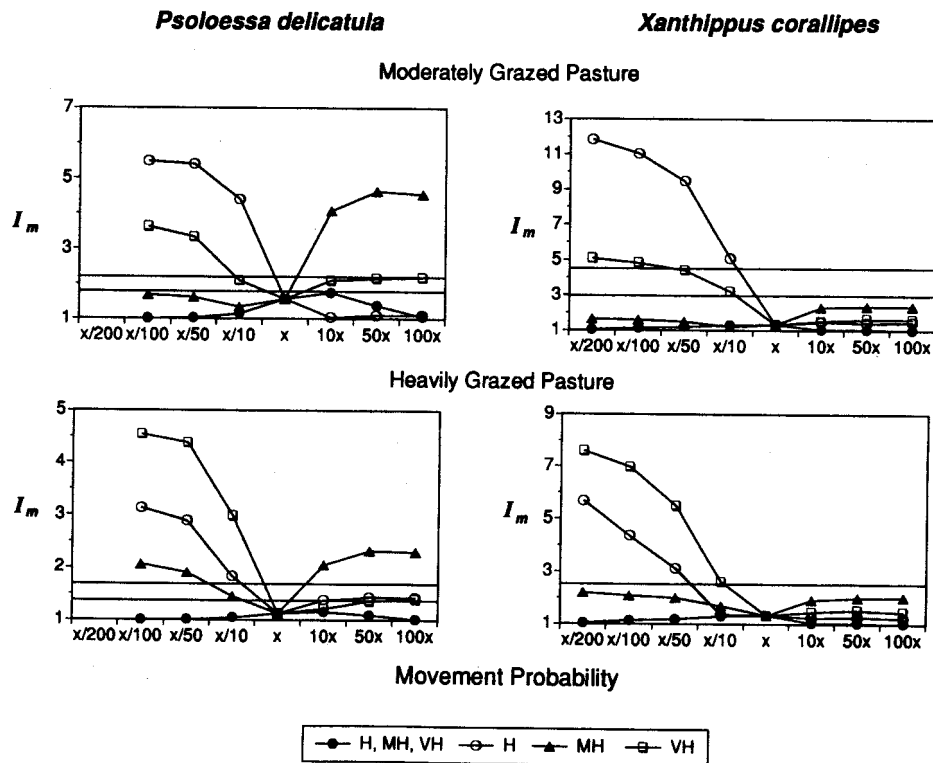 Psoloessa delicatula Xanthippus corallipes
Moderately Grazed Pasture
7
5
3
1
I m
x/200 x/100 x/50 x/10 x 10x 50x 100x
13
11
9
7
5
3
1
I m
x/200 x/100 x/50 x/10 x 10x 50x 100x
Heavily Grazed Pasture
5
4
3
2
1
I m
x/200 x/100 x/50 x/10 x 10x 50x 100x
9
7
5
3
1
I m
x/200 x/100 x/50 x/10 x 10x 50x 100x
Movement Probability
H, MH, VH H MH VH